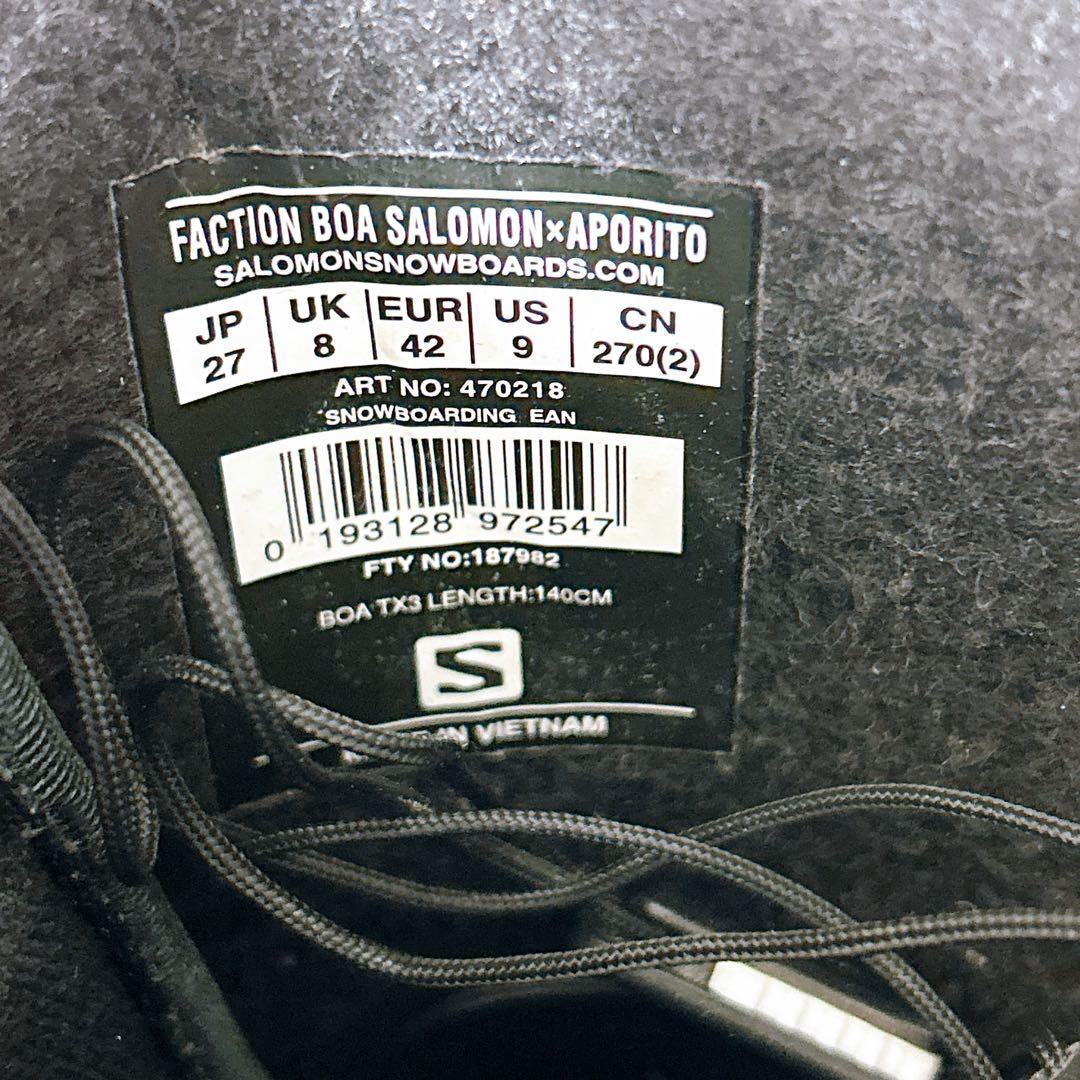 FACTION BOA SALOMON×APORITO
SALOMONSNOWBOARDS.COM
JP UK EUR US CN
27 8 42 9 270(2)
ART NO: 470218
SNOWBOARDING EAN
0 193128 972547
FTY NO:187982
BOA TX3 LENGTH:140CM
S
IN VIETNAM